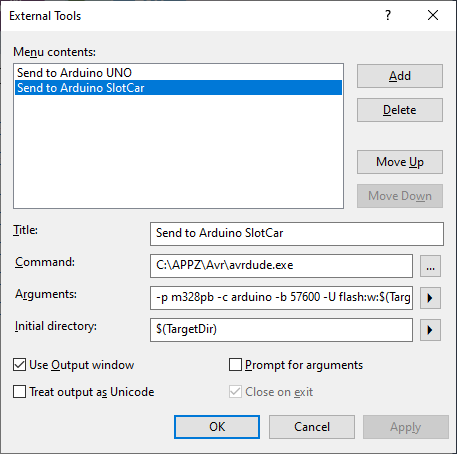 External Tools
Menu contents:
Send to Arduino UNO
Send to Arduino SlotCar
Add
Delete
Move Up
Move Down
Title:
Send to Arduino SlotCar
Command:
C:\APPZ\Avr\avrdude.exe
...
Arguments:
-p m328pb -c arduino -b 57600 -U flash:w:$(Targ
Initial directory:
$(TargetDir)
Use Output window
Prompt for arguments
Treat output as Unicode
Close on exit
OK
Cancel
Apply